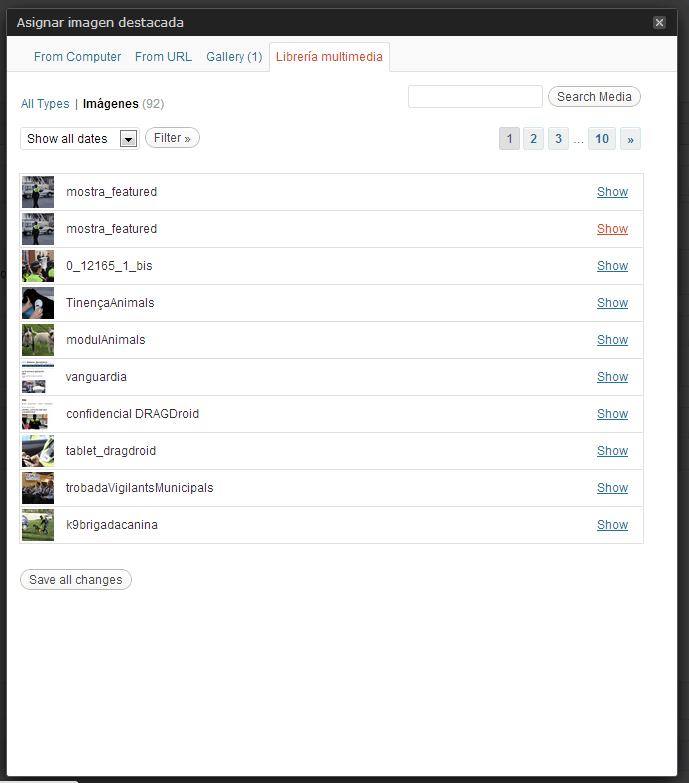 Asignar imagen destacada
From Computer From URL Gallery (1) Librería multimedia
All Types | Imágenes (92) Search Media
Show all dates Filter » 1 2 3 ... 10 »
mostra_featured Show
mostra_featured Show
0_12165_1_bis Show
TinençaAnimals Show
modulAnimals Show
vanguardia Show
confidencial DRAGDroid Show
tablet_dragdroid Show
trobadaVigilantsMunicipals Show
k9brigadacanina Show
Save all changes